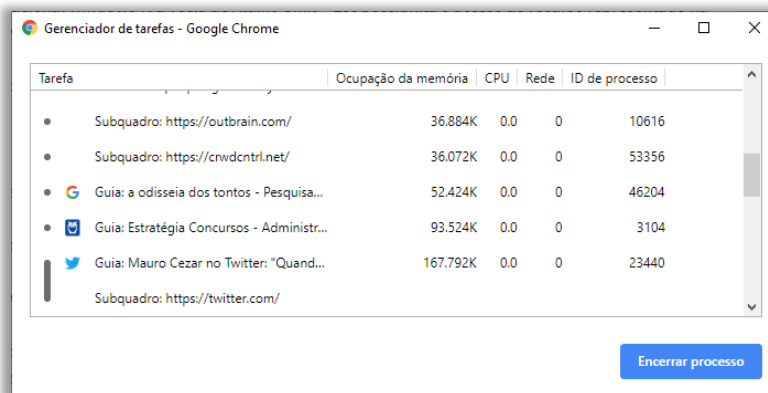 Gerenciador de tarefas - Google Chrome
Tarefa Ocupação da memória CPU Rede ID de processo
Subquadro: https://outbrain.com/ 36.884K 0.0 0 10616
Subquadro: https://crwdcntrl.net/ 36.072K 0.0 0 53356
Guia: a odisseia dos tontos - Pesquisa... 52.424K 0.0 0 46204
Guia: Estratégia Concursos - Administr... 93.524K 0.0 0 3104
Guia: Mauro Cezar no Twitter: "Quand... 167.792K 0.0 0 23440
Subquadro: https://twitter.com/
Encerrar processo